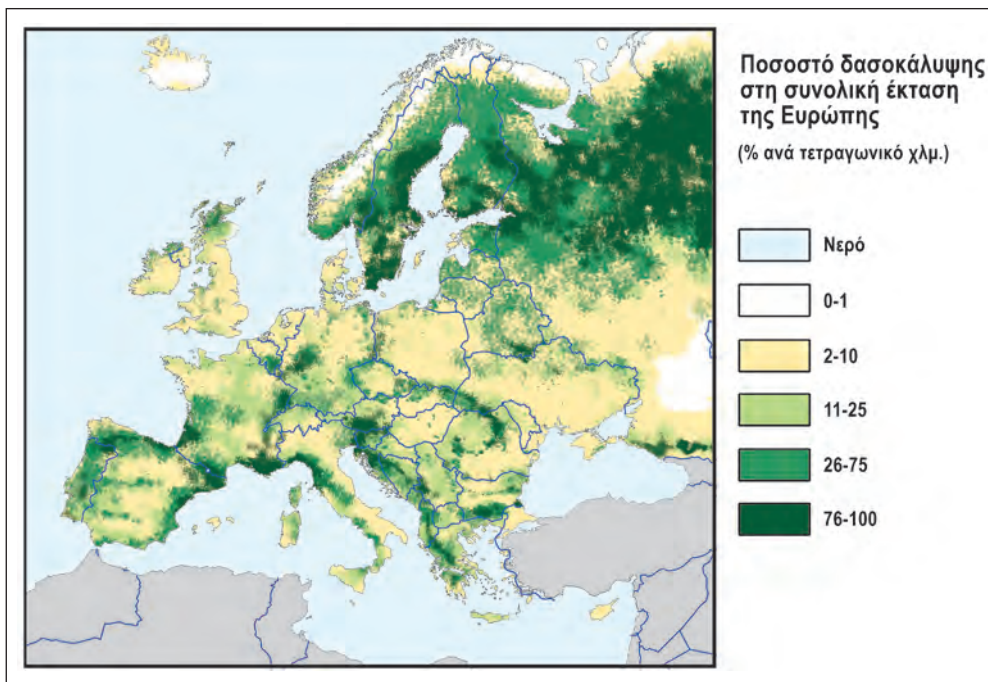 Ποσοστό δασοκάλυψης
στη συνολική έκταση
της Ευρώπης
(% ανά τετραγωνικό χλμ.)
Νερό
0-1
2-10
11-25
26-75
76-100